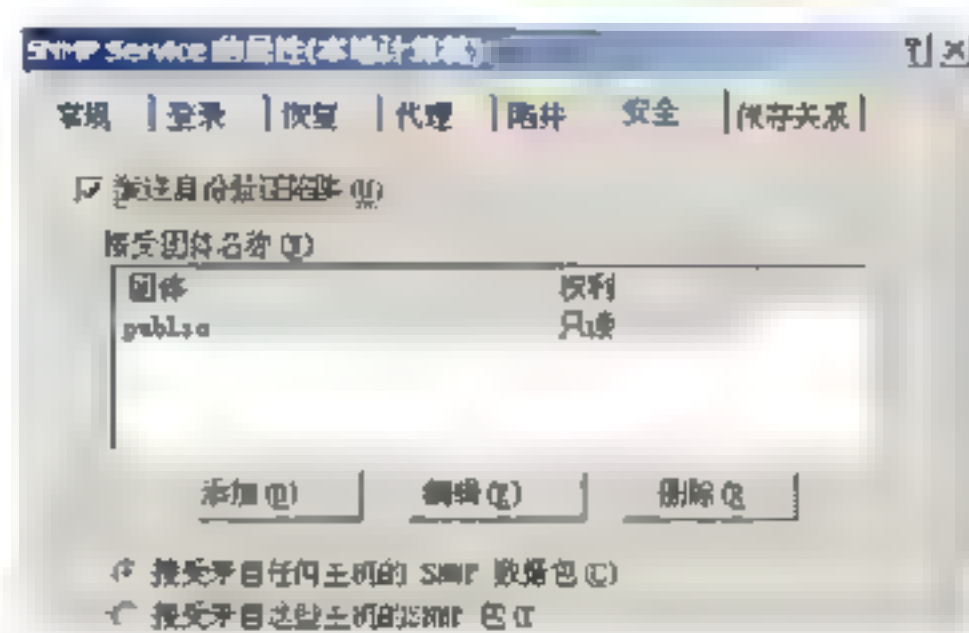 SNMP Service 的属性(本地计算机)
常规 登录 恢复 代理 陷井 安全 依存关系
发送身份验证陷阱(U)
接受团体名称(T)
团体 权利
public 只读
添加(D) 编辑(E) 删除(R
接受来自任何主机的 SNMP 数据包(C)
接受来自这些主机的SNMP 包(T